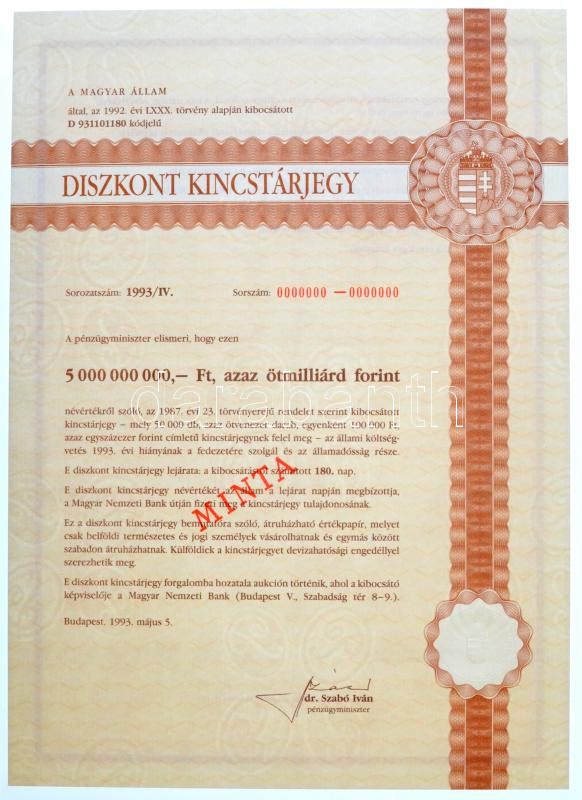 A MAGYAR ÁLLAM
által, az 1992. évi LXXX. törvény alapján kibocsátott
D 931101180 kódjelű
DISZKONT KINCSTÁRJEGY
Sorozatszám: 1993/IV. Sorszám: 0000000 —0000000
A pénzügyminiszter elismeri, hogy ezen
5 000 000 000,— Ft, azaz ötmilliárd forint
darabanth
névértékről szóló, az 1987. évi 23. törvényerejű rendelet szerint kibocsátott
kincstárjegy – mely 50 000 db, azaz ötvenezer darab, egyenként 100 000 Ft,
azaz egyszázezer forint címletű kincstárjegynek felel meg – az állami költség-
vetés 1993. évi hiányának a fedezetére szolgál és az államadósság része.
E diszkont kincstárjegy lejárata: a kibocsátástól számított 180. nap.
MINTA
E diszkont kincstárjegy névértékét az állam a lejárat napján megbízottja,
a Magyar Nemzeti Bank útján fizeti meg a kincstárjegy tulajdonosának.
Ez a diszkont kincstárjegy bemutatóra szóló, átruházható értékpapír, melyet
csak belföldi természetes és jogi személyek vásárolhatnak és egymás között
szabadon átruházhatnak. Külföldiek a kincstárjegyet devizahatósági engedéllyel
szerezhetik meg.
E diszkont kincstárjegy forgalomba hozatala aukción történik, ahol a kibocsátó
képviselője a Magyar Nemzeti Bank (Budapest V., Szabadság tér 8–9.).
Budapest. 1993. május 5.
dr. Szabó Iván
pénzügyminiszter